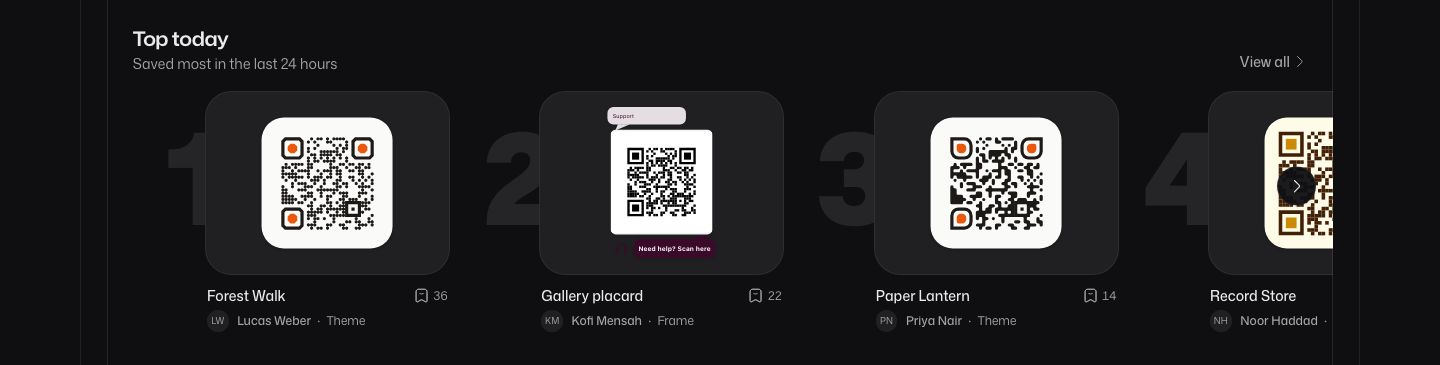 Top today
Saved most in the last 24 hours
View all
1
2
3
4
Support
Need help? Scan here
Forest Walk
36
LW Lucas Weber · Theme
Gallery placard
22
KM Kofi Mensah · Frame
Paper Lantern
14
PN Priya Nair · Theme
Record Store
NH Noor Haddad ·